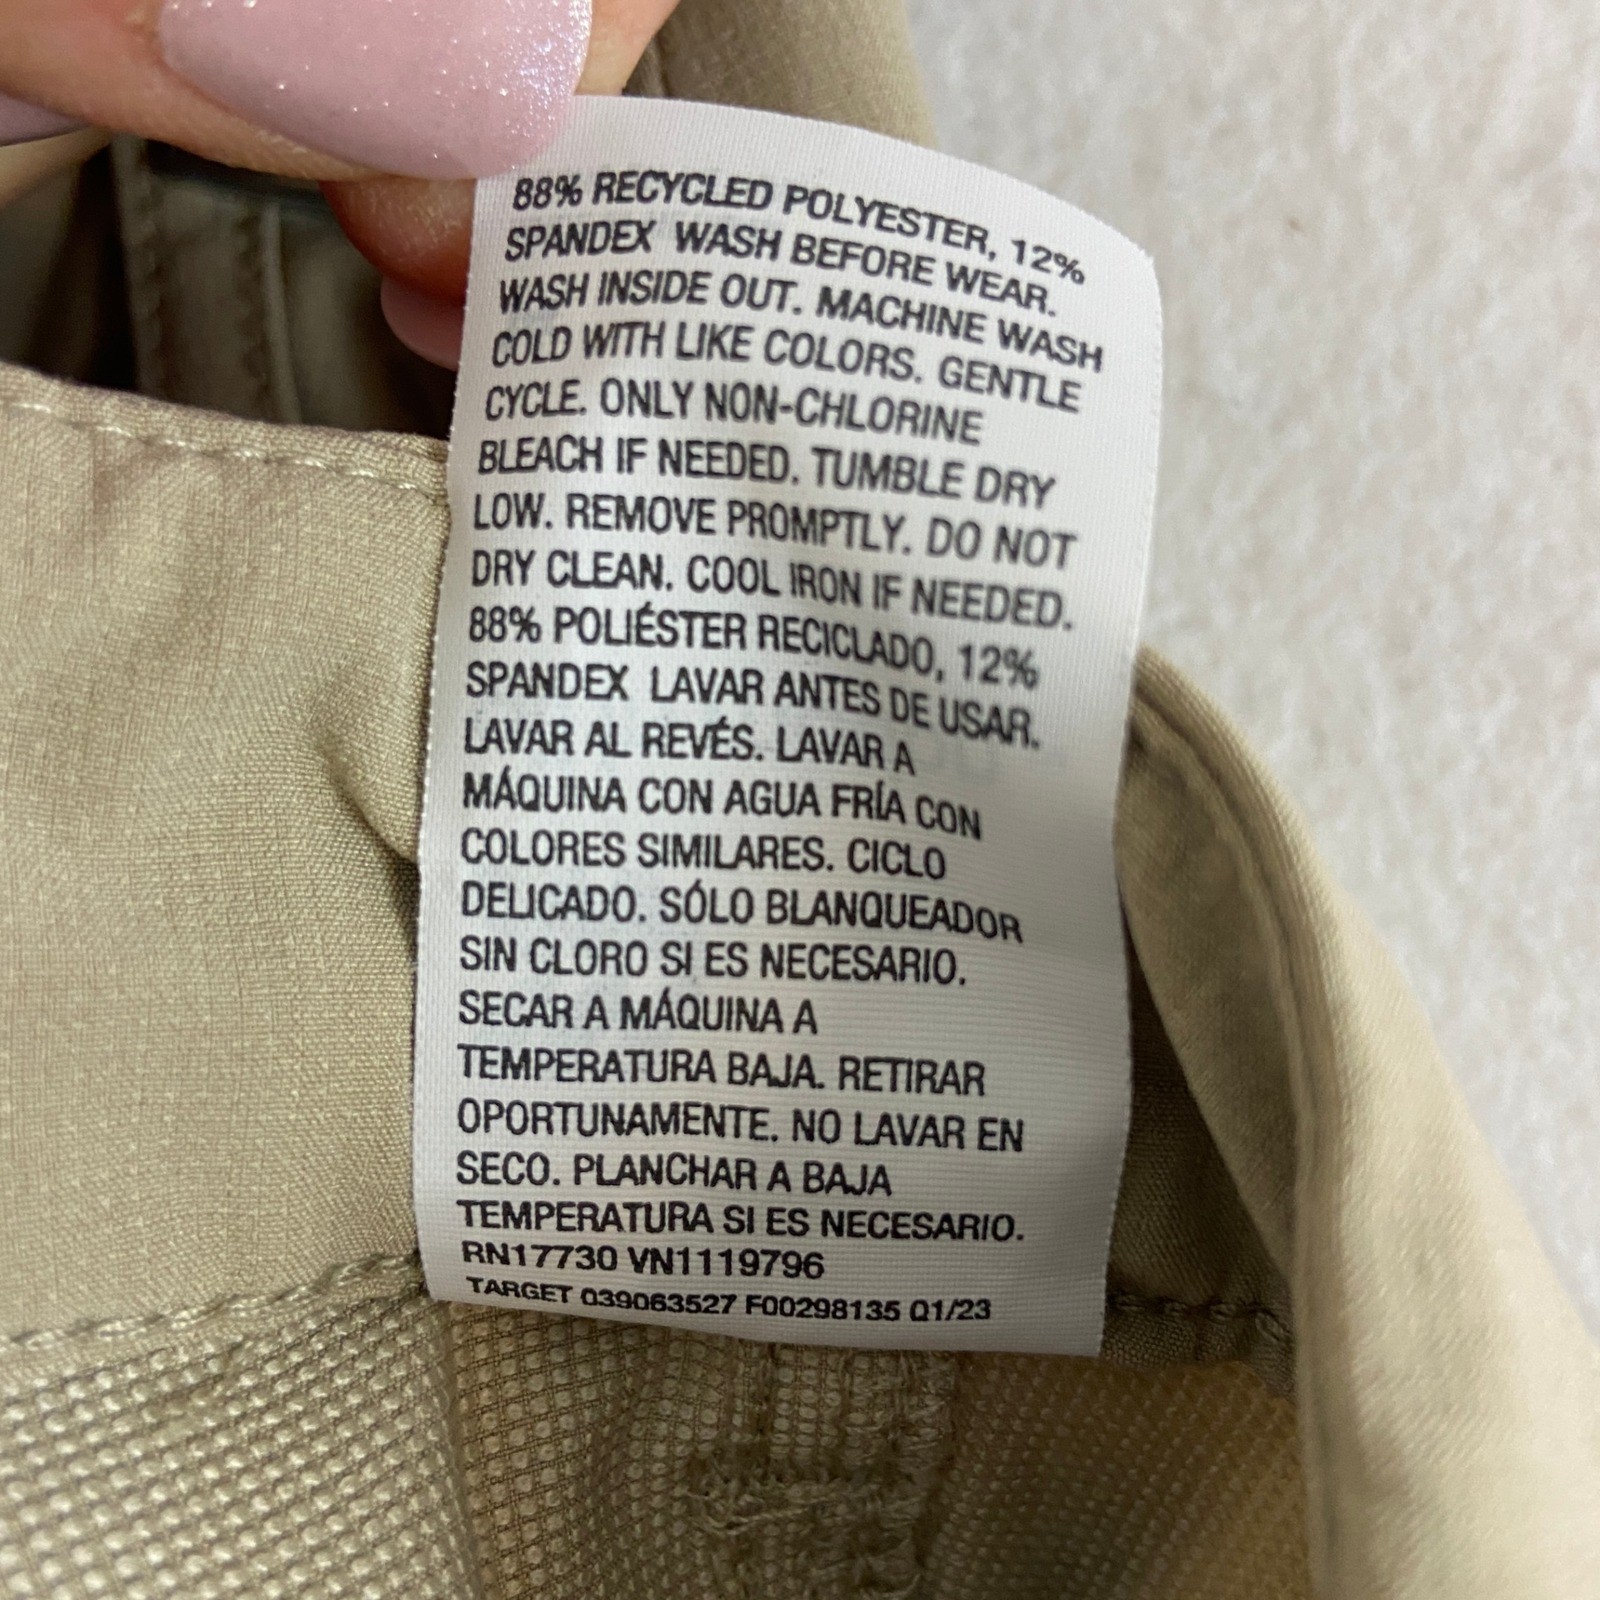 88% RECYCLED POLYESTER, 12%
SPANDEX WASH BEFORE WEAR.
WASH INSIDE OUT. MACHINE WASH
COLD WITH LIKE COLORS. GENTLE
CYCLE. ONLY NON-CHLORINE
BLEACH IF NEEDED. TUMBLE DRY
LOW. REMOVE PROMPTLY. DO NOT
DRY CLEAN. COOL IRON IF NEEDED.
88% POLIÉSTER RECICLADO, 12%
SPANDEX LAVAR ANTES DE USAR.
LAVAR AL REVÉS. LAVAR A
MÁQUINA CON AGUA FRÍA CON
COLORES SIMILARES. CICLO
DELICADO. SÓLO BLANQUEADOR
SIN CLORO SI ES NECESARIO.
SECAR A MÁQUINA A
TEMPERATURA BAJA. RETIRAR
OPORTUNAMENTE. NO LAVAR EN
SECO. PLANCHAR A BAJA
TEMPERATURA SI ES NECESARIO.
RN17730 VN1119796
TARGET 039063527 F00298135 Q1/23